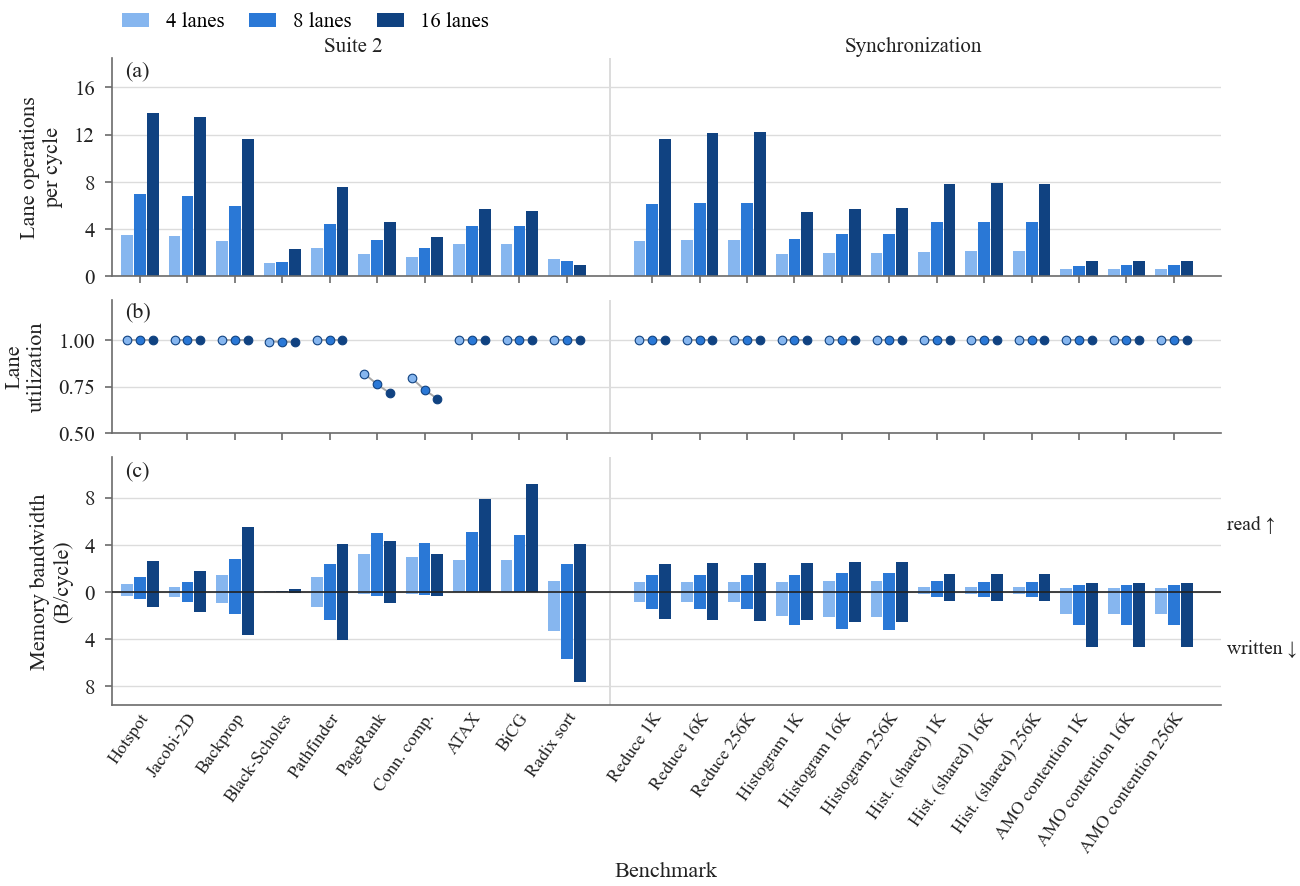 4 lanes 8 lanes 16 lanes
Suite 2 Synchronization
(a)
Lane operations
per cycle
16
12
8
4
0
(b)
Lane
utilization
1.00
0.75
0.50
(c)
Memory bandwidth
(B/cycle)
8
4
0
4
8
read ↑
written ↓
Hotspot
Jacobi-2D
Backprop
Black-Scholes
Pathfinder
PageRank
Conn. comp.
ATAX
BiCG
Radix sort
Reduce 1K
Reduce 16K
Reduce 256K
Histogram 1K
Histogram 16K
Histogram 256K
Hist. (shared) 1K
Hist. (shared) 16K
Hist. (shared) 256K
AMO contention 1K
AMO contention 16K
AMO contention 256K
Benchmark